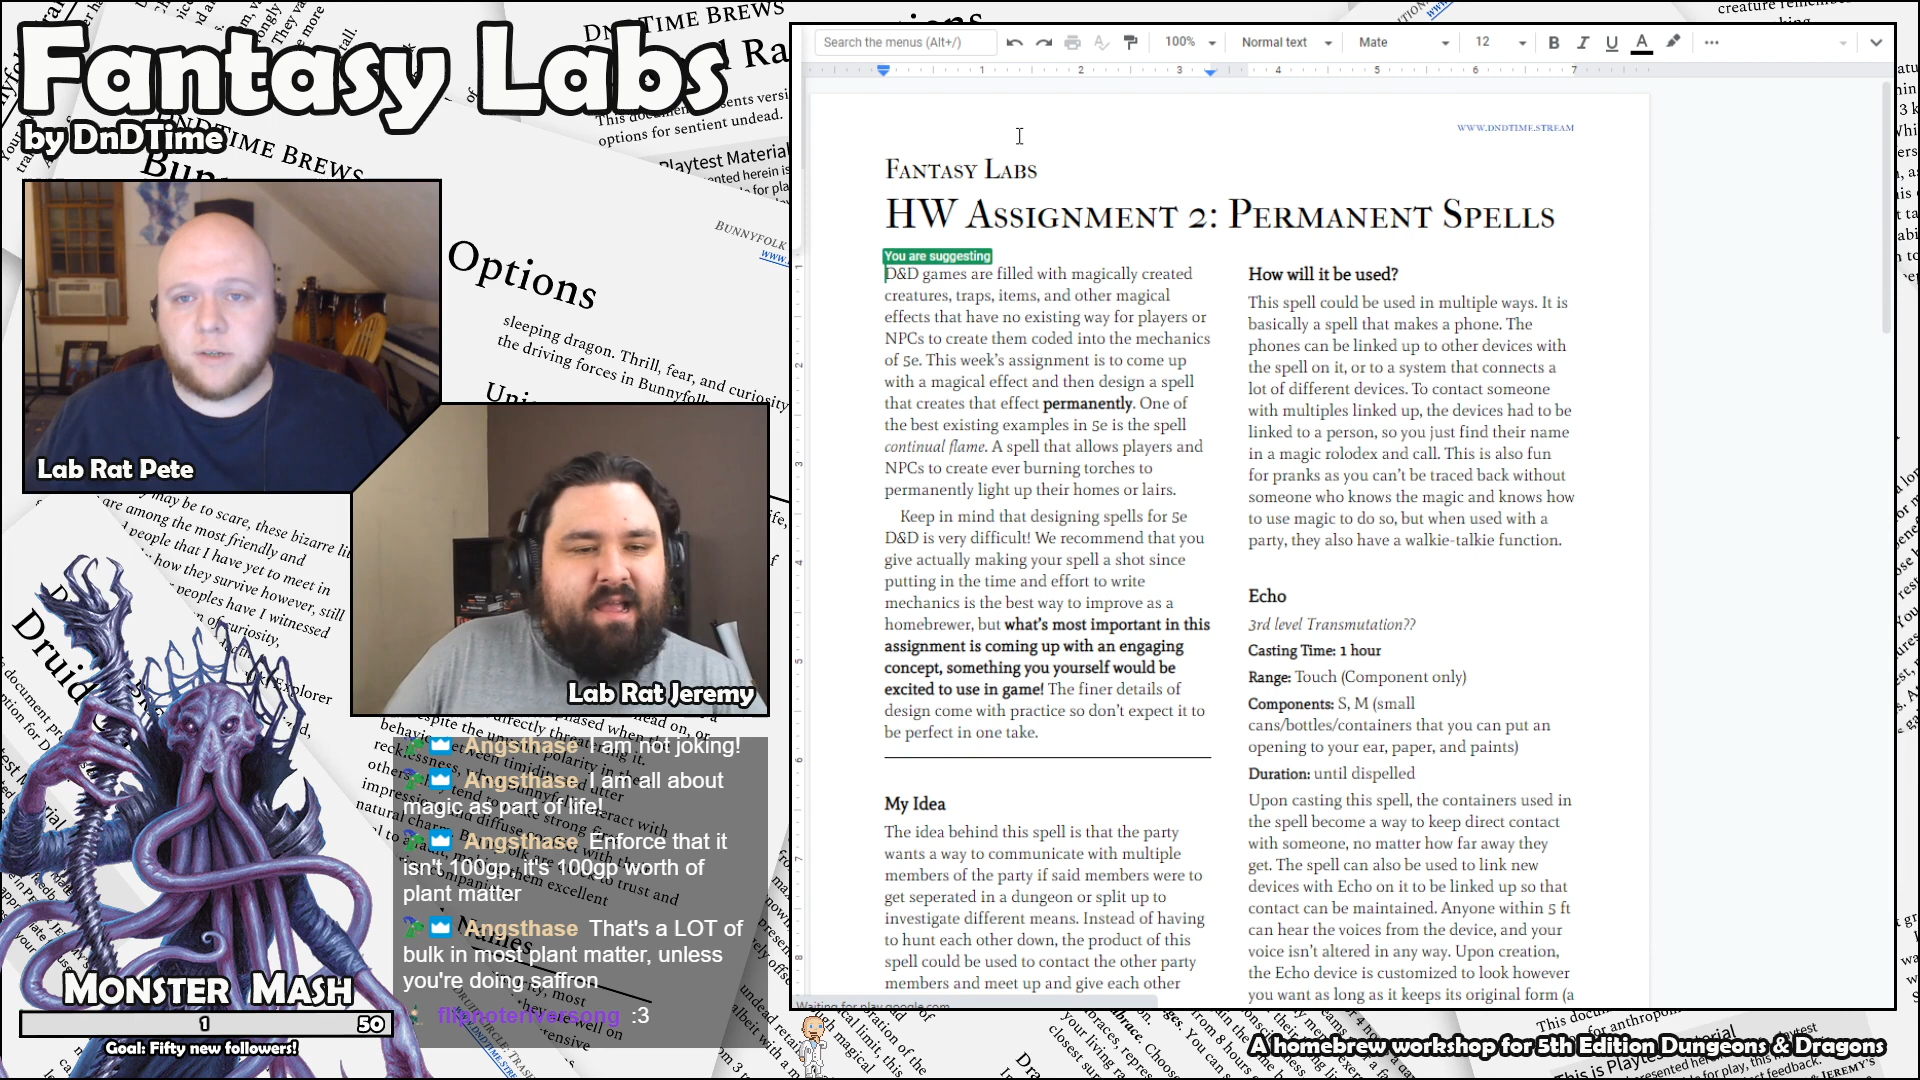 Fantasy Labs
by DnDTime
Lab Rat Pete
Lab Rat Jeremy
Options
sleeping dragon. Thrill, fear, and curiosity
Angsthase I am not joking!
Angsthase I am all about
magic as part of life!
Angsthase Enforce that it
isn't 100gp, it's 100gp worth of
plant matter
Angsthase That's a LOT of
bulk in most plant matter, unless
you're doing saffron
flipnoteriversong :3
Monster Mash
1 50
Goal: Fifty new followers!
Search the menus (Alt+/)
100% Normal text Mate 12 B I U A
1 2 3 4 5 6 7
WWW.DNDTIME.STREAM
Fantasy Labs
HW Assignment 2: Permanent Spells
You are suggesting
D&D games are filled with magically created
creatures, traps, items, and other magical
effects that have no existing way for players or
NPCs to create them coded into the mechanics
of 5e. This week's assignment is to come up
with a magical effect and then design a spell
that creates that effect permanently. One of
the best existing examples in 5e is the spell
continual flame. A spell that allows players and
NPCs to create ever burning torches to
permanently light up their homes or lairs.
Keep in mind that designing spells for 5e
D&D is very difficult! We recommend that you
give actually making your spell a shot since
putting in the time and effort to write
mechanics is the best way to improve as a
homebrewer, but what's most important in this
assignment is coming up with an engaging
concept, something you yourself would be
excited to use in game! The finer details of
design come with practice so don't expect it to
be perfect in one take.
My Idea
The idea behind this spell is that the party
wants a way to communicate with multiple
members of the party if said members were to
get seperated in a dungeon or split up to
investigate different means. Instead of having
to hunt each other down, the product of this
spell could be used to contact the other party
members and meet up and give each other
How will it be used?
This spell could be used in multiple ways. It is
basically a spell that makes a phone. The
phones can be linked up to other devices with
the spell on it, or to a system that connects a
lot of different devices. To contact someone
with multiples linked up, the devices had to be
linked to a person, so you just find their name
in a magic rolodex and call. This is also fun
for pranks as you can't be traced back without
someone who knows the magic and knows how
to use magic to do so, but when used with a
party, they also have a walkie-talkie function.
Echo
3rd level Transmutation??
Casting Time: 1 hour
Range: Touch (Component only)
Components: S, M (small
cans/bottles/containers that you can put an
opening to your ear, paper, and paints)
Duration: until dispelled
Upon casting this spell, the containers used in
the spell become a way to keep direct contact
with someone, no matter how far away they
get. The spell can also be used to link new
devices with Echo on it to be linked up so that
contact can be maintained. Anyone within 5 ft
can hear the voices from the device, and your
voice isn't altered in any way. Upon creation,
the Echo device is customized to look however
you want as long as it keeps its original form (a
Waiting for play.google.com
A homebrew workshop for 5th Edition Dungeons & Dragons